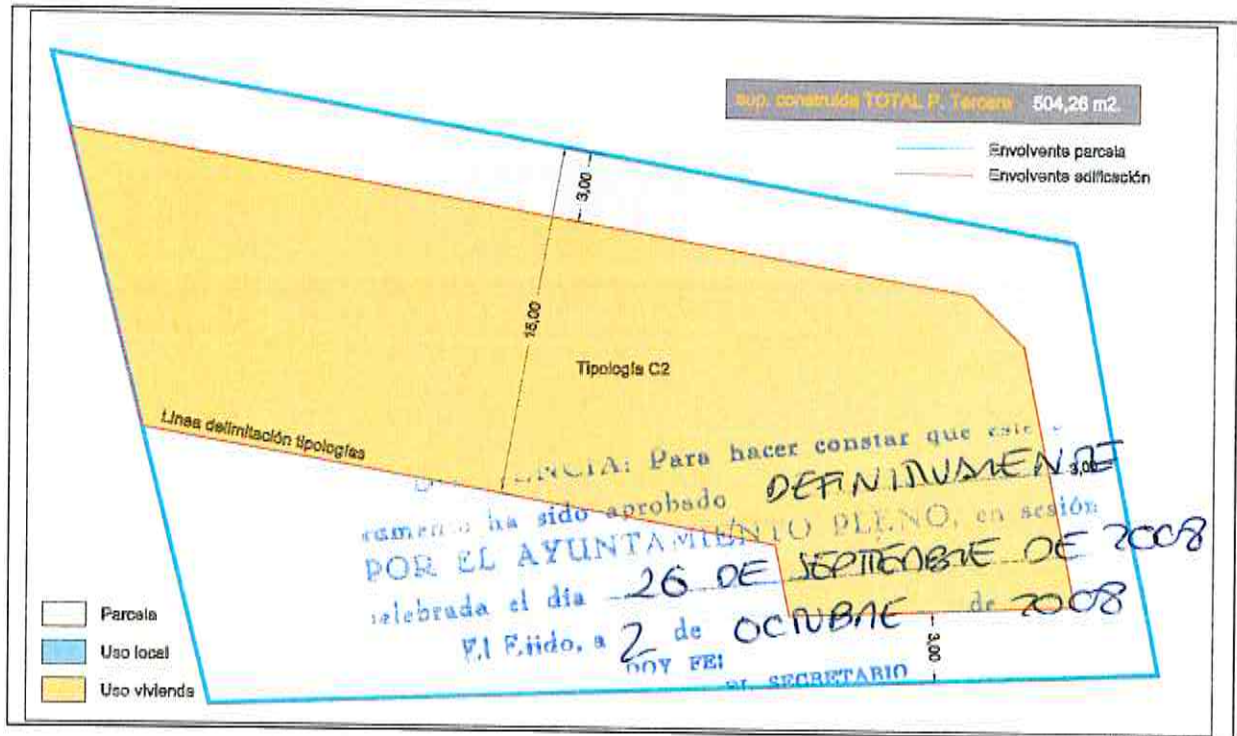 sup. construida TOTAL P. Tercera 504,26 m2.
Envolvente parcela
Envolvente edificación
3,00
15,00
Tipología C2
Línea delimitación tipologías
Para hacer constar que este
ha sido aprobado DEFINITIVAMENTE
3,00
POR EL AYUNTAMIENTO PLENO, en sesión
celebrada el día 26 DE SEPTIEMBRE DE 2008
El Ejido, a 2 de OCTUBRE de 2008
DOY FE:
EL SECRETARIO
3,00
Parcela
Uso local
Uso vivienda